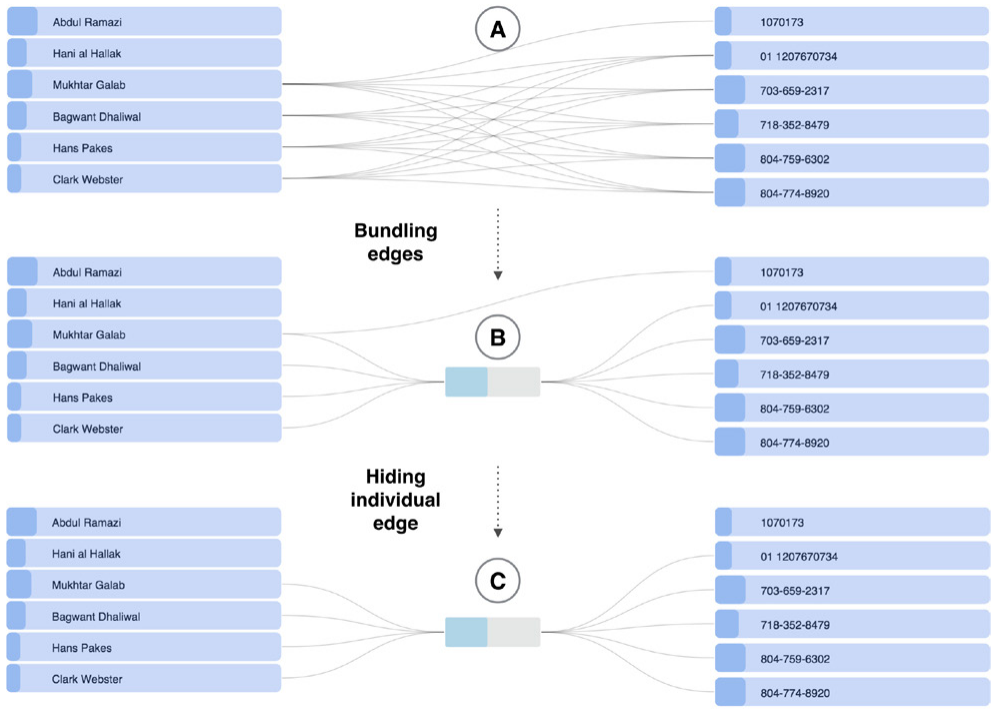 A
Abdul Ramazi
Hani al Hallak
Mukhtar Galab
Bagwant Dhaliwal
Hans Pakes
Clark Webster
1070173
01 1207670734
703-659-2317
718-352-8479
804-759-6302
804-774-8920
Bundling
edges
B
Abdul Ramazi
Hani al Hallak
Mukhtar Galab
Bagwant Dhaliwal
Hans Pakes
Clark Webster
1070173
01 1207670734
703-659-2317
718-352-8479
804-759-6302
804-774-8920
Hiding
individual
edge
C
Abdul Ramazi
Hani al Hallak
Mukhtar Galab
Bagwant Dhaliwal
Hans Pakes
Clark Webster
1070173
01 1207670734
703-659-2317
718-352-8479
804-759-6302
804-774-8920